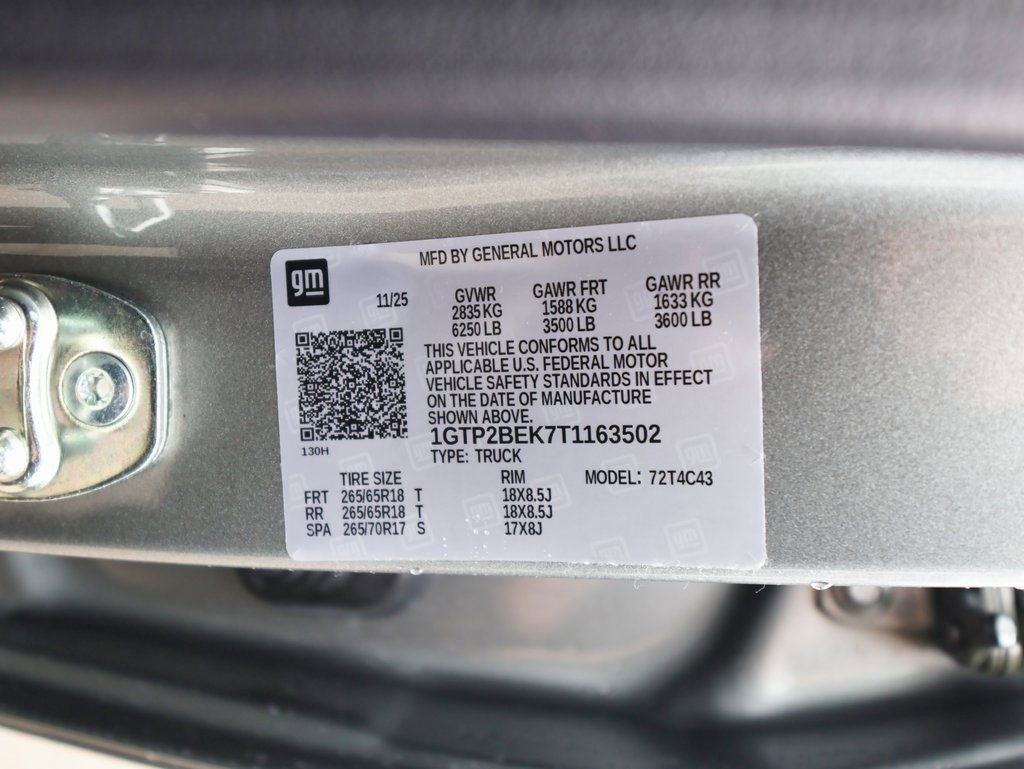 MFD BY GENERAL MOTORS LLC
gm
11/25
GVWR GAWR FRT GAWR RR
2835 KG 1588 KG 1633 KG
6250 LB 3500 LB 3600 LB
THIS VEHICLE CONFORMS TO ALL
APPLICABLE U.S. FEDERAL MOTOR
VEHICLE SAFETY STANDARDS IN EFFECT
ON THE DATE OF MANUFACTURE
SHOWN ABOVE.
1GTP2BEK7T1163502
130H
TYPE: TRUCK
TIRE SIZE RIM MODEL: 72T4C43
FRT 265/65R18 T 18X8.5J
RR 265/65R18 T 18X8.5J
SPA 265/70R17 S 17X8J